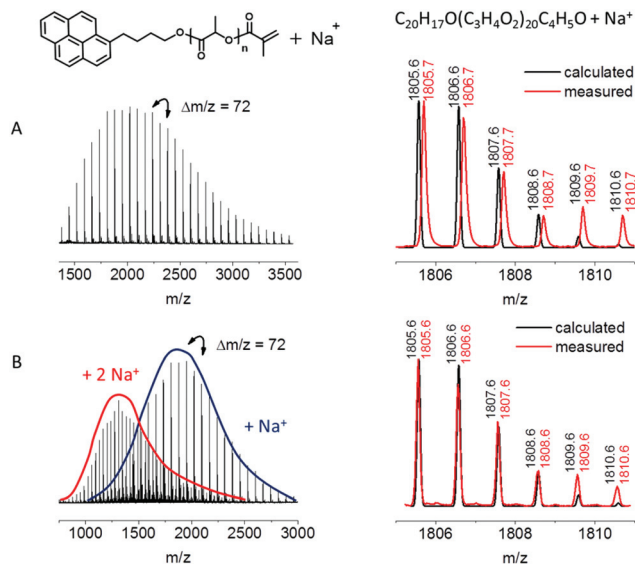 O
O
O
O
n
O
+ Na⁺
C₂₀H₁₇O(C₃H₄O₂)₂₀C₄H₅O + Na⁺
A
Δm/z = 72
1500 2000 2500 3000 3500
m/z
calculated
measured
1805.6
1805.7
1806.6
1806.7
1807.6
1807.7
1808.6
1808.7
1809.6
1809.7
1810.6
1810.7
1806 1808 1810
m/z
B
Δm/z = 72
+ 2 Na⁺
+ Na⁺
1000 1500 2000 2500 3000
m/z
calculated
measured
1805.6
1805.6
1806.6
1806.6
1807.6
1807.6
1808.6
1808.6
1809.6
1809.6
1810.6
1810.6
1806 1808 1810
m/z